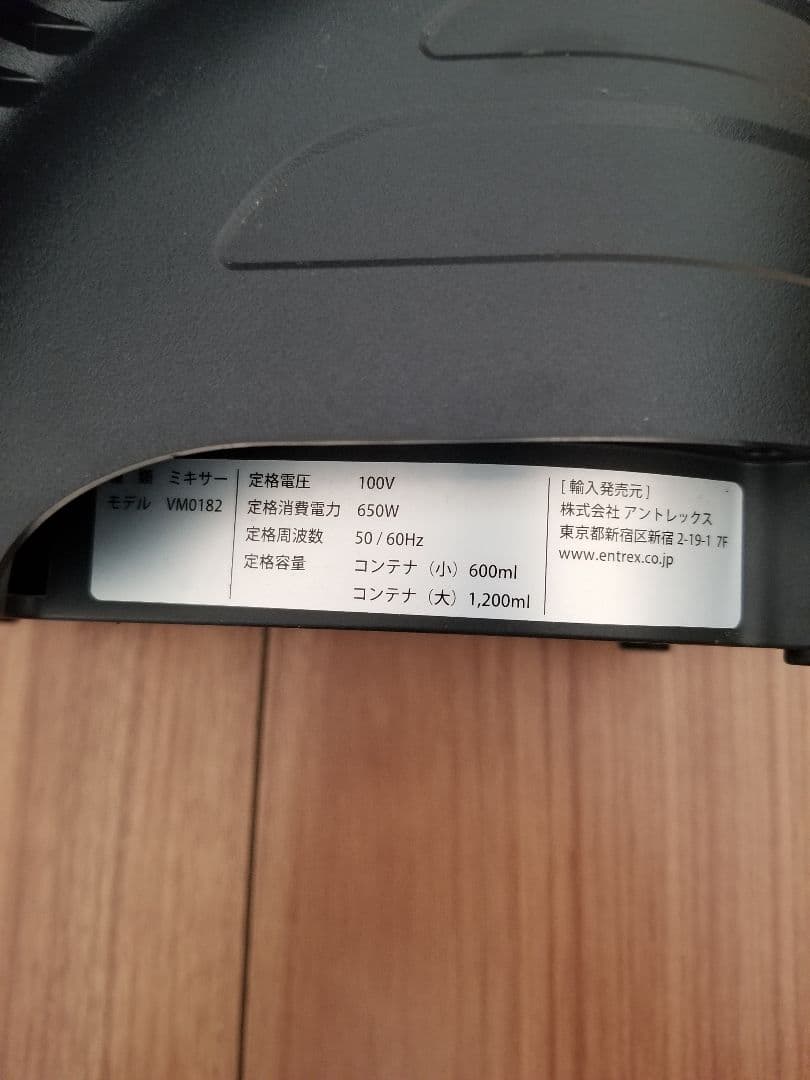 ミキサー
モデル VM0182
定格電圧 100V
定格消費電力 650W
定格周波数 50 / 60Hz
定格容量 コンテナ（小）600ml
コンテナ（大）1,200ml
[ 輸入発売元 ]
株式会社 アントレックス
東京都新宿区新宿 2-19-1 7F
www.entrex.co.jp